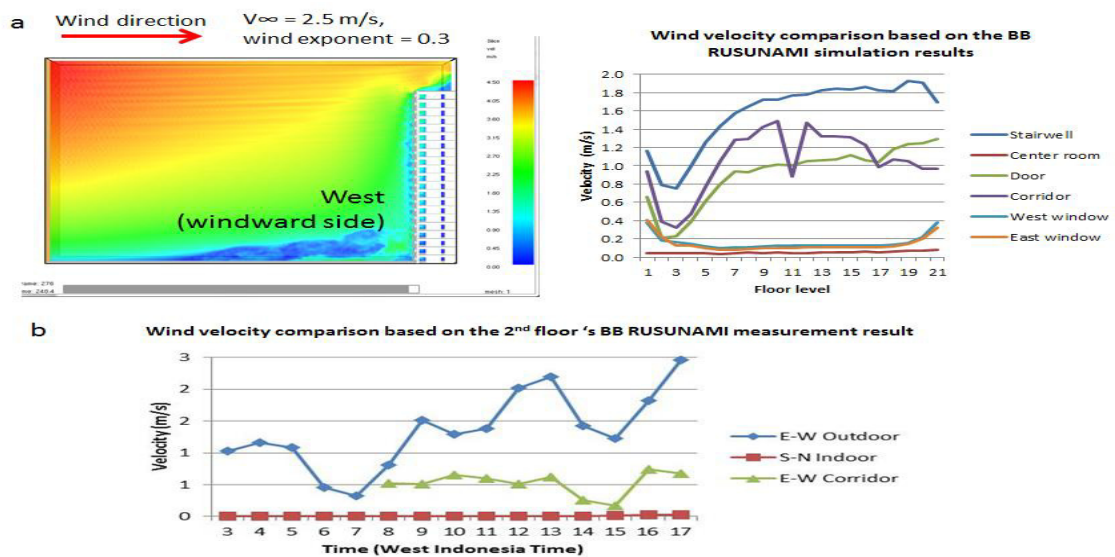 a
Wind direction
V∞ = 2.5 m/s,
wind exponent = 0.3
Slice
vel
m/s
4.50
4.05
3.15
2.70
2.25
1.80
1.35
0.90
0.45
0.00
mesh: 1
West
(windward side)
Wind velocity comparison based on the BB
RUSUNAMI simulation results
Velocity (m/s)
2.0
1.8
1.6
1.4
1.2
1.0
0.8
0.6
0.4
0.2
0.0
1 3 5 7 9 11 13 15 17 19 21
Floor level
Stairwell
Center room
Door
Corridor
West window
East window
b
Wind velocity comparison based on the 2nd floor 's BB RUSUNAMI measurement result
Velocity (m/s)
3
2
2
1
1
0
3 4 5 6 7 8 9 10 11 12 13 14 15 16 17
Time (West Indonesia Time)
E-W Outdoor
S-N Indoor
E-W Corridor